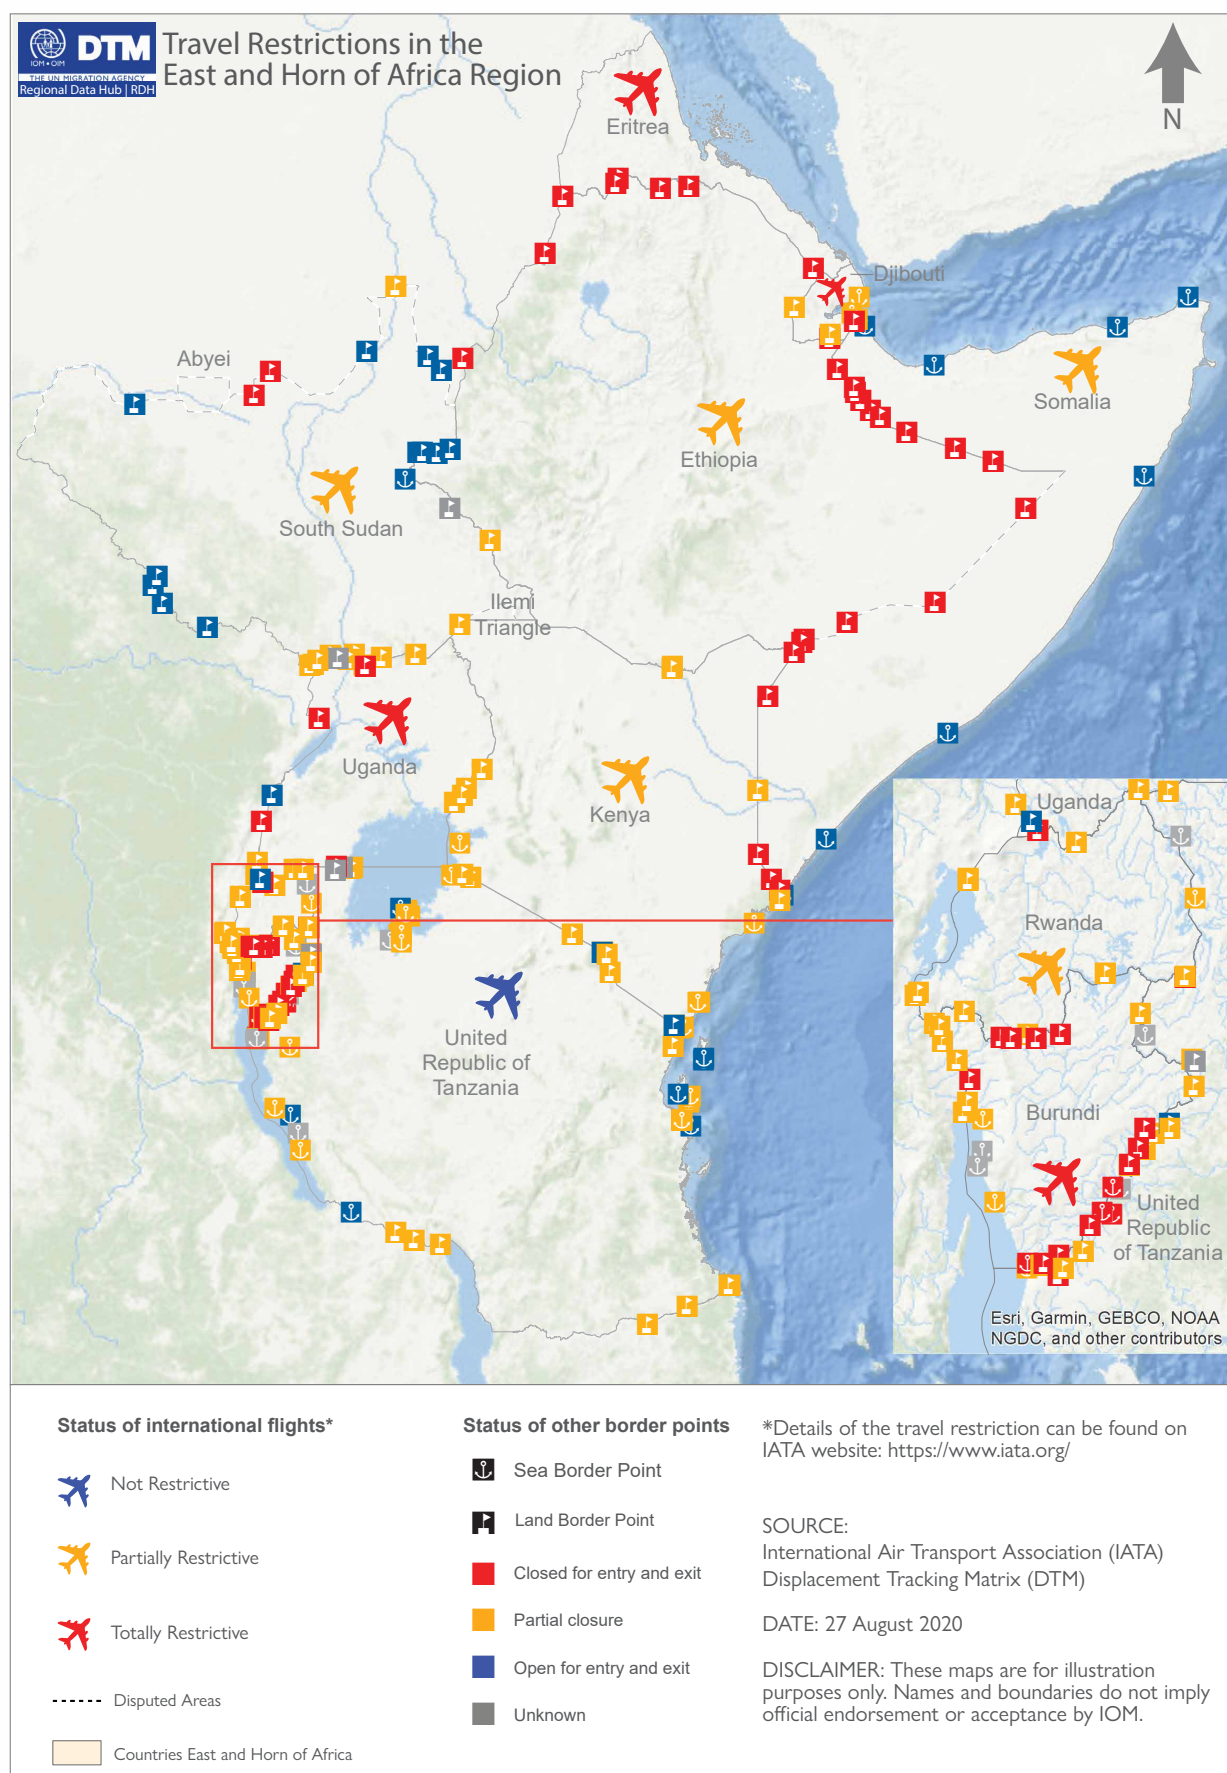 IOM • OIM
DTM
THE UN MIGRATION AGENCY
Regional Data Hub | RDH
Travel Restrictions in the
East and Horn of Africa Region
N
Eritrea
Djibouti
Abyei
Somalia
Ethiopia
South Sudan
Ilemi
Triangle
Uganda
Kenya
United
Republic of
Tanzania
Uganda
Rwanda
Burundi
United
Republic
of Tanzania
Esri, Garmin, GEBCO, NOAA
NGDC, and other contributors
Status of international flights*
Not Restrictive
Partially Restrictive
Totally Restrictive
Disputed Areas
Countries East and Horn of Africa
Status of other border points
Sea Border Point
Land Border Point
Closed for entry and exit
Partial closure
Open for entry and exit
Unknown
*Details of the travel restriction can be found on
IATA website: https://www.iata.org/
SOURCE:
International Air Transport Association (IATA)
Displacement Tracking Matrix (DTM)
DATE: 27 August 2020
DISCLAIMER: These maps are for illustration
purposes only. Names and boundaries do not imply
official endorsement or acceptance by IOM.